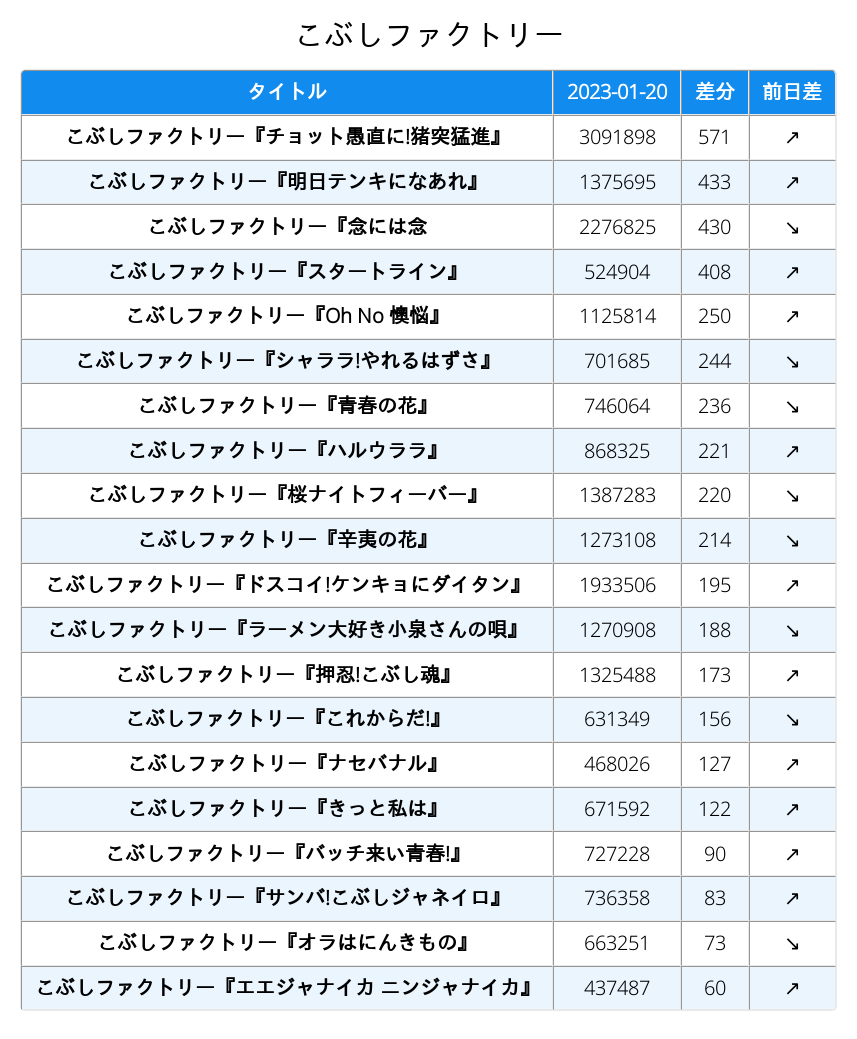 こぶしファクトリー
タイトル 2023-01-20 差分 前日差
こぶしファクトリー『チョット愚直に!猪突猛進』 3091898 571 ↗
こぶしファクトリー『明日テンキになあれ』 1375695 433 ↗
こぶしファクトリー『念には念 2276825 430 ↘
こぶしファクトリー『スタートライン』 524904 408 ↗
こぶしファクトリー『Oh No 懊悩』 1125814 250 ↗
こぶしファクトリー『シャララ!やれるはずさ』 701685 244 ↘
こぶしファクトリー『青春の花』 746064 236 ↘
こぶしファクトリー『ハルウララ』 868325 221 ↗
こぶしファクトリー『桜ナイトフィーバー』 1387283 220 ↘
こぶしファクトリー『辛夷の花』 1273108 214 ↘
こぶしファクトリー『ドスコイ!ケンキョにダイタン』 1933506 195 ↗
こぶしファクトリー『ラーメン大好き小泉さんの唄』 1270908 188 ↘
こぶしファクトリー『押忍!こぶし魂』 1325488 173 ↗
こぶしファクトリー『これからだ!』 631349 156 ↘
こぶしファクトリー『ナセバナル』 468026 127 ↗
こぶしファクトリー『きっと私は』 671592 122 ↗
こぶしファクトリー『バッチ来い青春!』 727228 90 ↗
こぶしファクトリー『サンバ!こぶしジャネイロ』 736358 83 ↗
こぶしファクトリー『オラはにんきもの』 663251 73 ↘
こぶしファクトリー『エエジャナイカ ニンジャナイカ』 437487 60 ↗